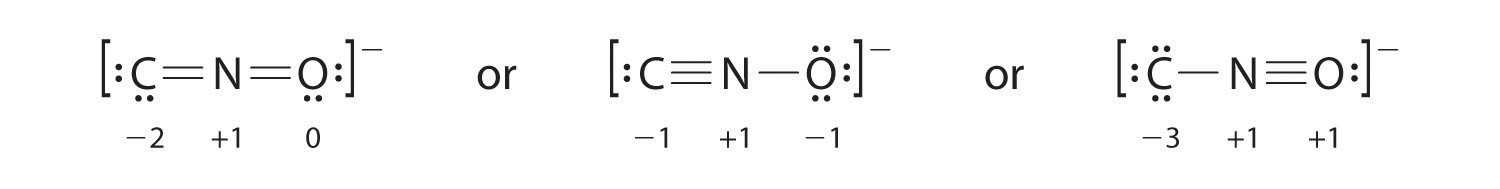 [:C̤=N=O̤:]⁻ or [:C≡N—Ö̤:]⁻ or [:C̤̈—N≡O:]⁻
−2 +1 0 −1 +1 −1 −3 +1 +1